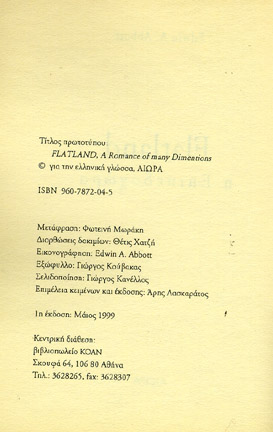 Τίτλος πρωτοτύπου
FLATLAND, A Romance of many Dimentions
© για την ελληνική γλώσσα, ΑΙΩΡΑ
ISBN 960-7872-04-5
Μετάφραση: Φωτεινή Μωράκη
Διορθώσεις δοκιμίων: Θέτις Χατζή
Εικονογράφηση: Edwin A. Abbott
Εξώφυλλο: Γιώργος Κούβακας
Σελιδοποίηση: Γιώργος Κανέλλος
Επιμέλεια κειμένων και έκδοσης: Άρης Λασκαράτος
1η έκδοση: Μάιος 1999
Κεντρική διάθεση:
βιβλιοπωλείο ΚΟΑΝ
Σκουφά 64, 106 80 Αθήνα
Τηλ.: 3628265, fax: 3628307